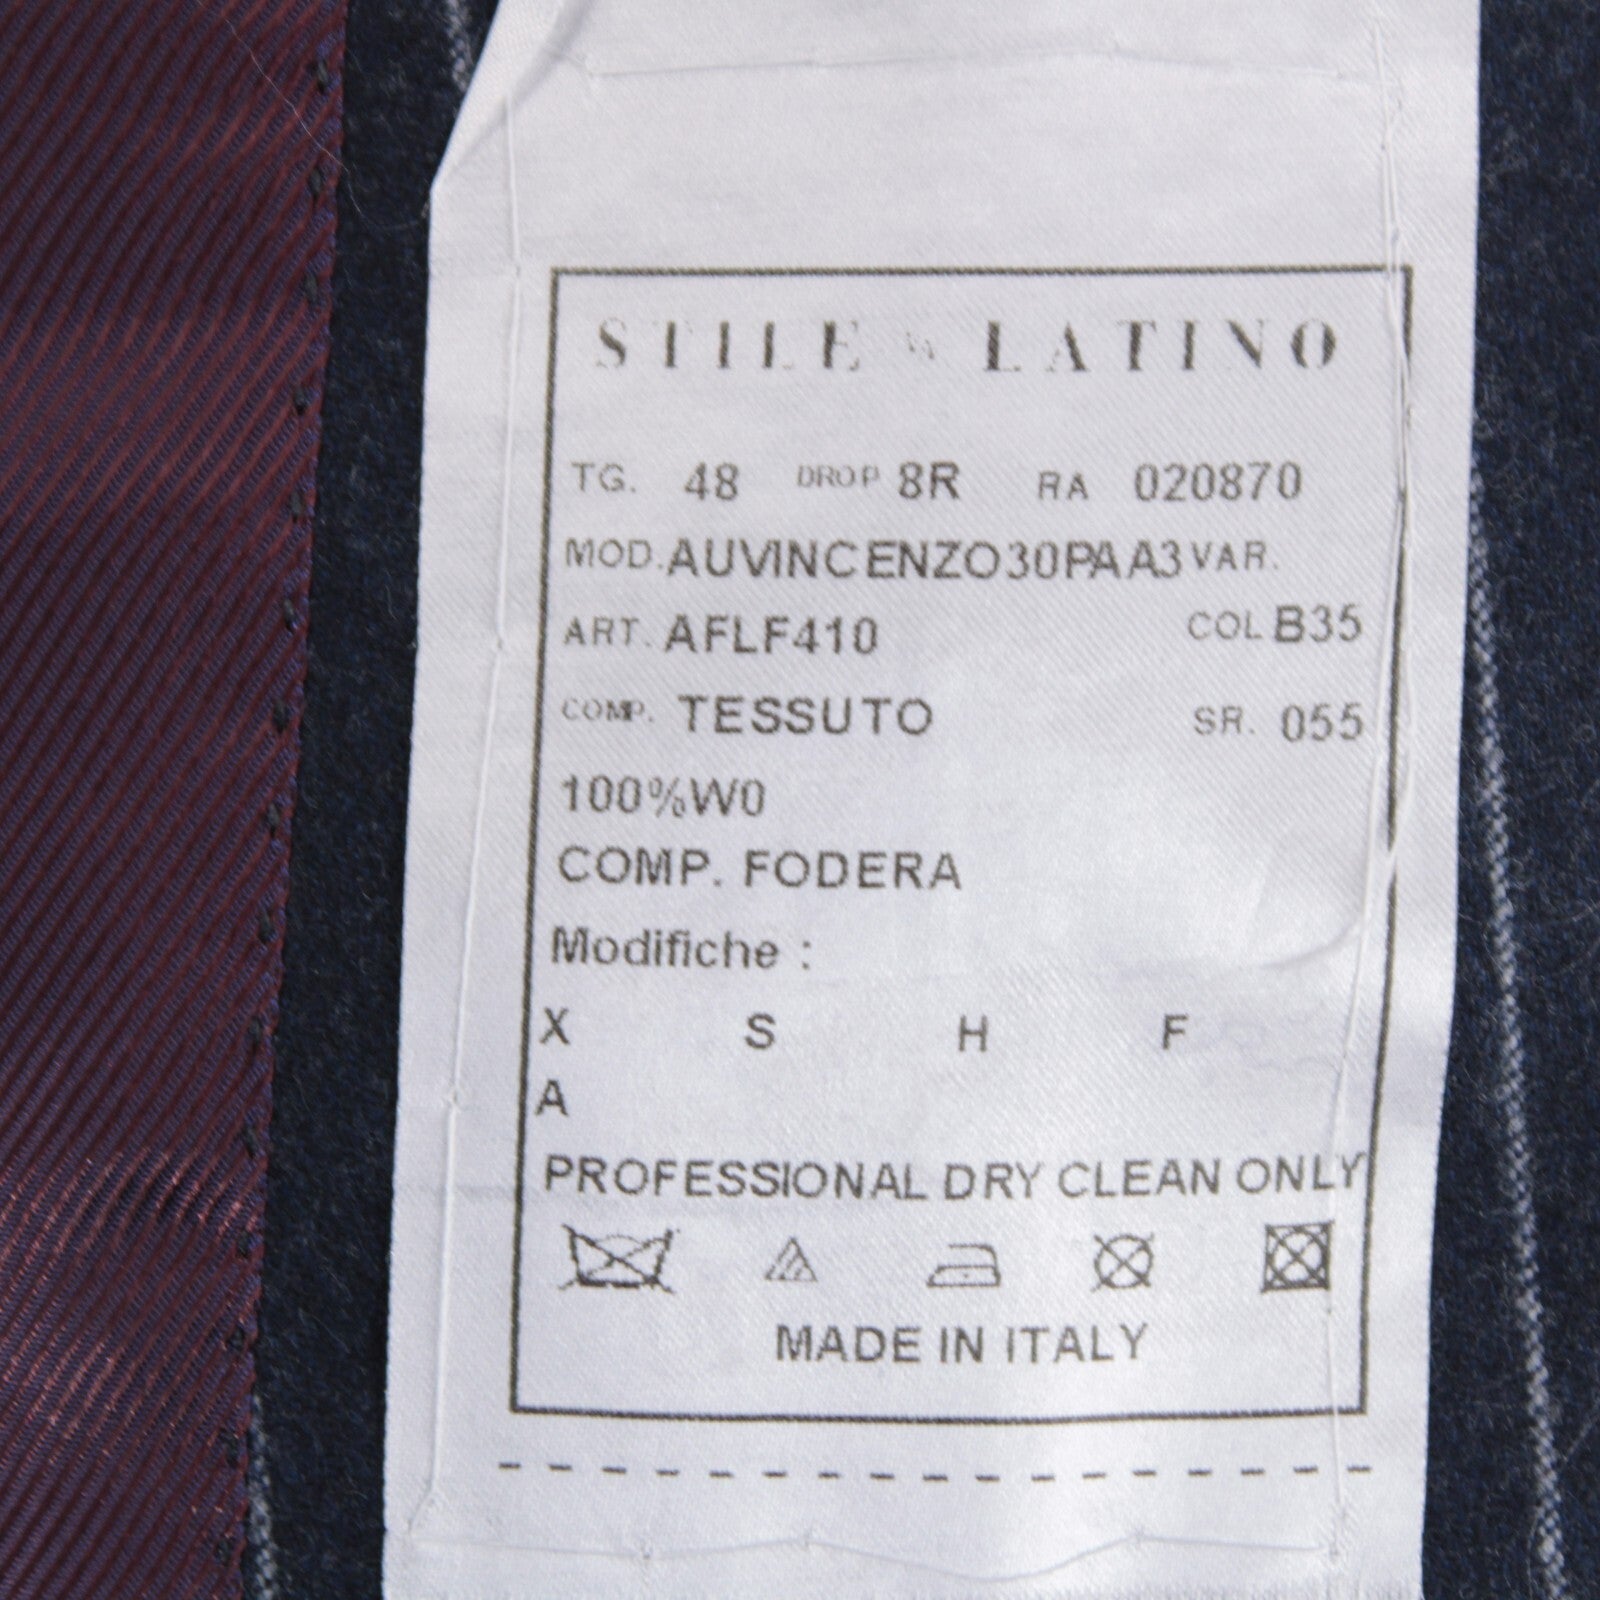 STILE LATINO
TG. 48 DROP 8R RA 020870
MOD. AUVINCENZO30PAA3 VAR.
ART. AFLF410 COL B35
COMP. TESSUTO SR. 055
100%W0
COMP. FODERA
Modifiche :
X S H F
A
PROFESSIONAL DRY CLEAN ONLY
MADE IN ITALY